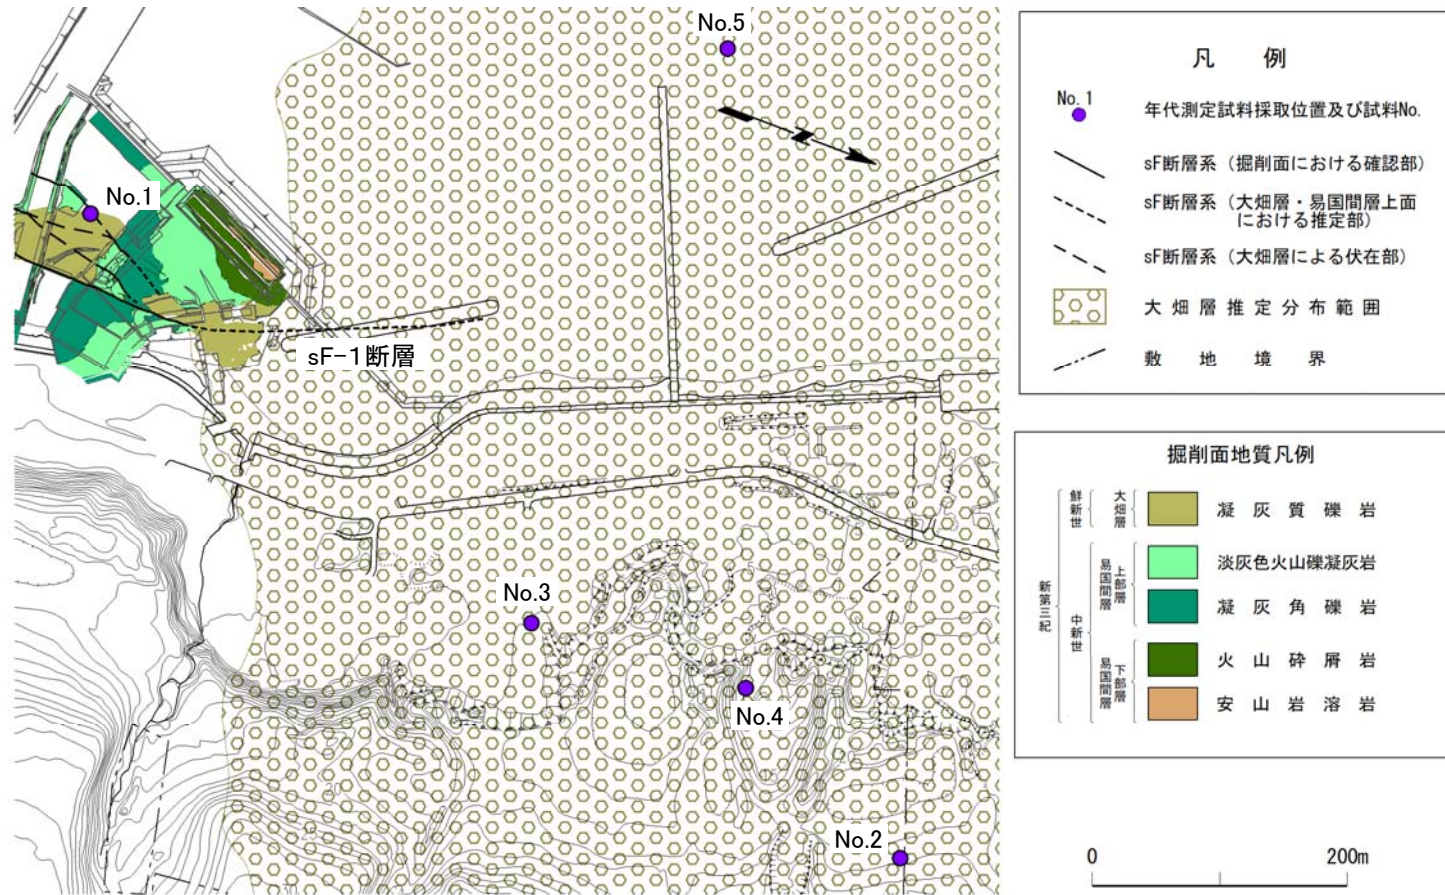 No.5
No.1
sF-1断層
No.3
No.4
No.2
凡 例
No.1
年代測定試料採取位置及び試料No.
sF断層系（掘削面における確認部）
sF断層系（大畑層・易国間層上面
における推定部）
sF断層系（大畑層による伏在部）
大畑層推定分布範囲
敷地境界
掘削面地質凡例
新第三紀
鮮新世
大畑層
凝灰質礫岩
中新世
易国間層
上部層
淡灰色火山礫凝灰岩
凝灰角礫岩
易国間層
下部層
火山砕屑岩
安山岩溶岩
0 200m